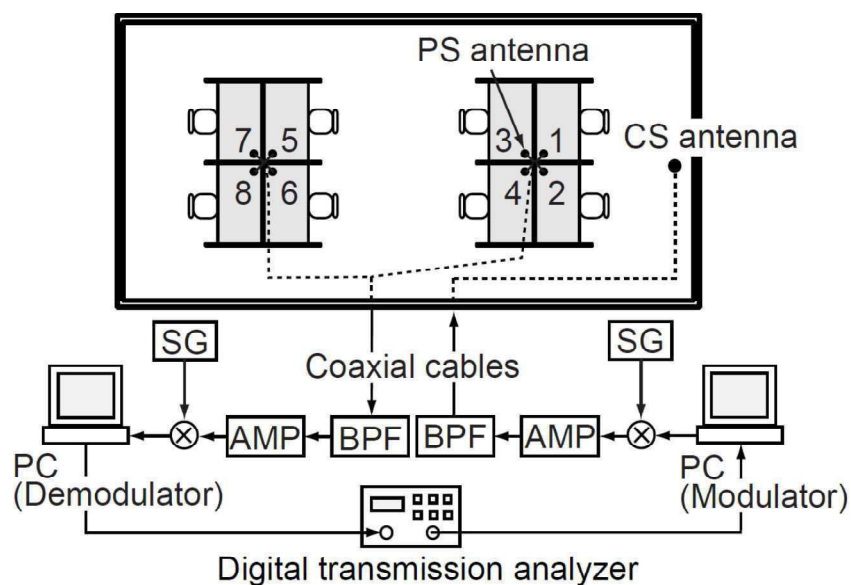 PS antenna
CS antenna
7 5
3 1
8 6
4 2
SG
SG
Coaxial cables
AMP
BPF
BPF
AMP
PC
(Demodulator)
PC
(Modulator)
Digital transmission analyzer